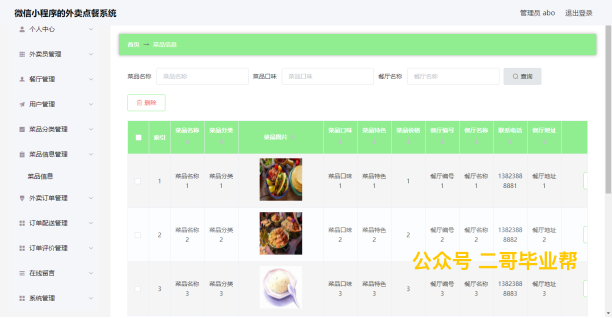 微信小程序的外卖点餐系统
管理员 abo 退出登录
个人中心
外卖员管理
餐厅管理
用户管理
菜品分类管理
菜品信息管理
菜品信息
外卖订单管理
订单配送管理
订单评价管理
在线留言
系统管理
首页 菜品信息
菜品名称 菜品名称 菜品口味 菜品口味 餐厅名称 餐厅名称 查询
删除
索引 菜品名称 菜品分类 菜品图片 菜品口味 菜品特色 菜品价格 餐厅编号 餐厅名称 联系电话 餐厅地址
1 菜品名称1 菜品分类1 菜品口味1 菜品特色1 1 餐厅编号1 餐厅名称1 13823888881 餐厅地址1
2 菜品名称2 菜品分类2 菜品口味2 菜品特色2 2 餐厅编号2 餐厅名称2 13823888882 餐厅地址2
3 菜品名称3 菜品分类3 菜品口味3 菜品特色3 3 餐厅编号3 餐厅名称3 13823888883 餐厅地址3
公众号 二哥毕业帮